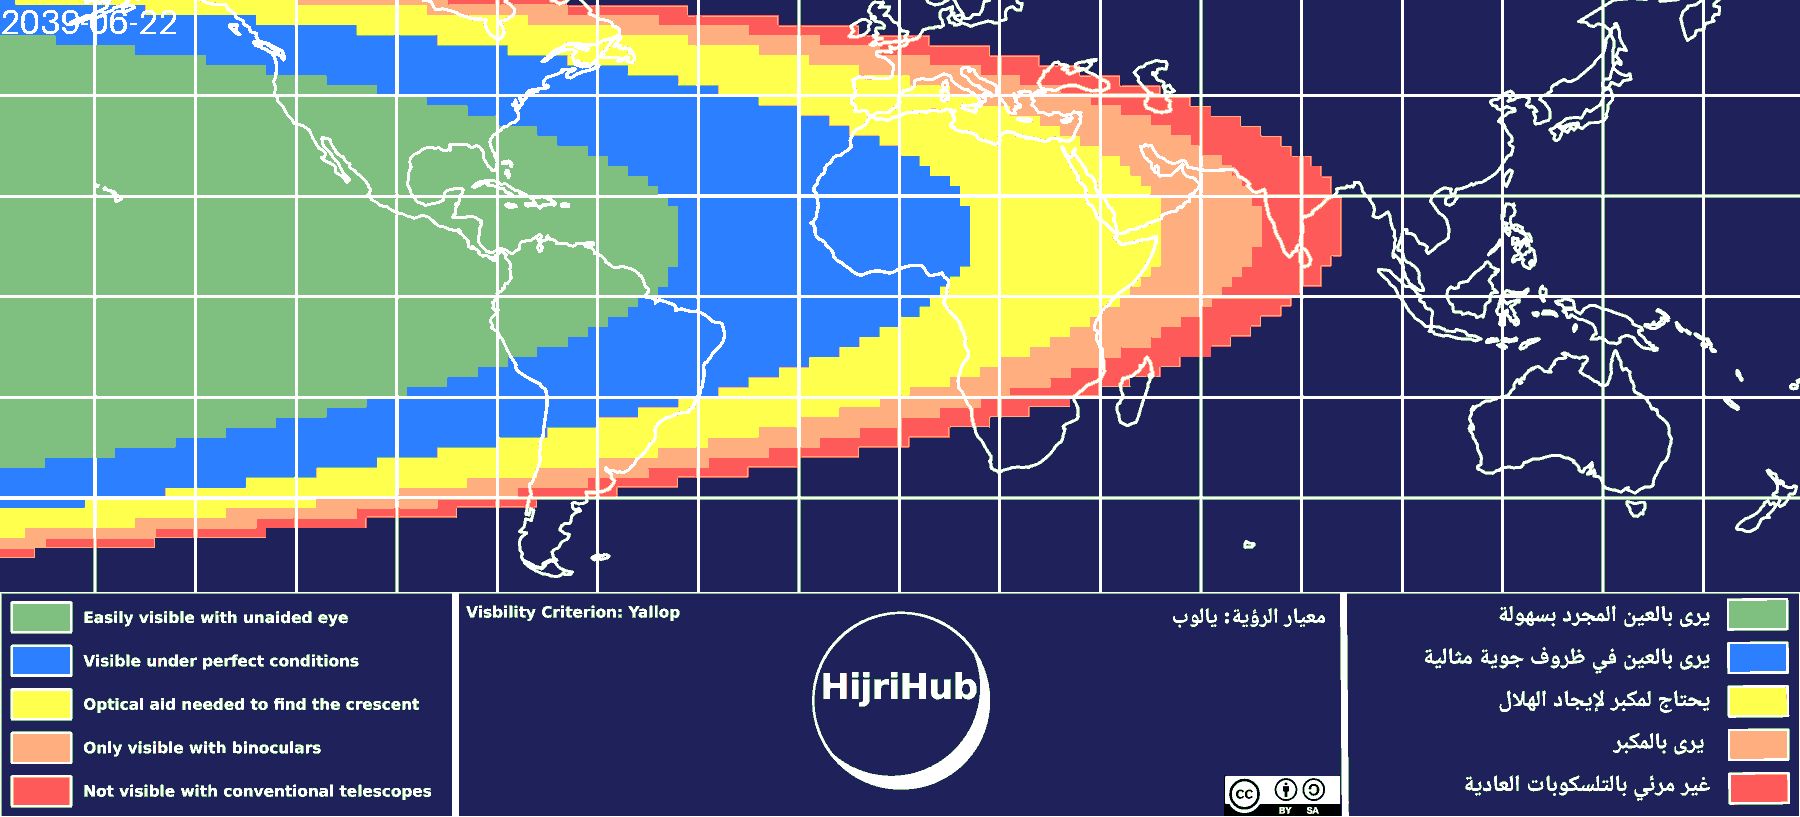 2039-06-22
Easily visible with unaided eye
Visible under perfect conditions
Optical aid needed to find the crescent
Only visible with binoculars
Not visible with conventional telescopes
Visbility Criterion: Yallop
معيار الرؤية: يالوب
HijriHub
cc
BY SA
يرى بالعين المجرد بسهولة
يرى بالعين في ظروف جوية مثالية
يحتاج لمكبر لإيجاد الهلال
يرى بالمكبر
غير مرئي بالتلسكوبات العادية